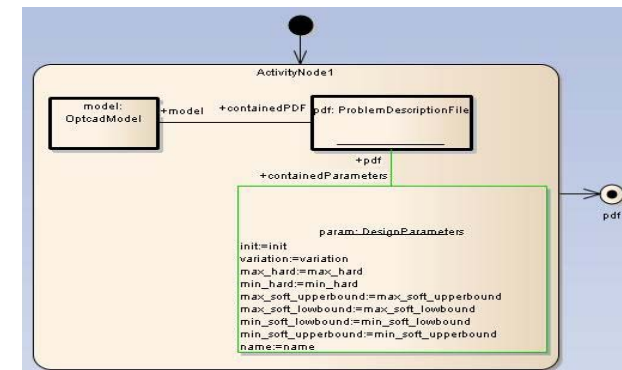 ActivityNode1
model:
OptcadModel
+model
+containedPDF
pdf: ProblemDescriptionFile
+pdf
+containedParameters
param: DesignParameters
init:=init
variation:=variation
max_hard:=max_hard
min_hard:=min_hard
max_soft_upperbound:=max_soft_upperbound
max_soft_lowbound:=max_soft_lowbound
min_soft_lowbound:=min_soft_lowbound
min_soft_upperbound:=min_soft_upperbound
name:=name
pdf